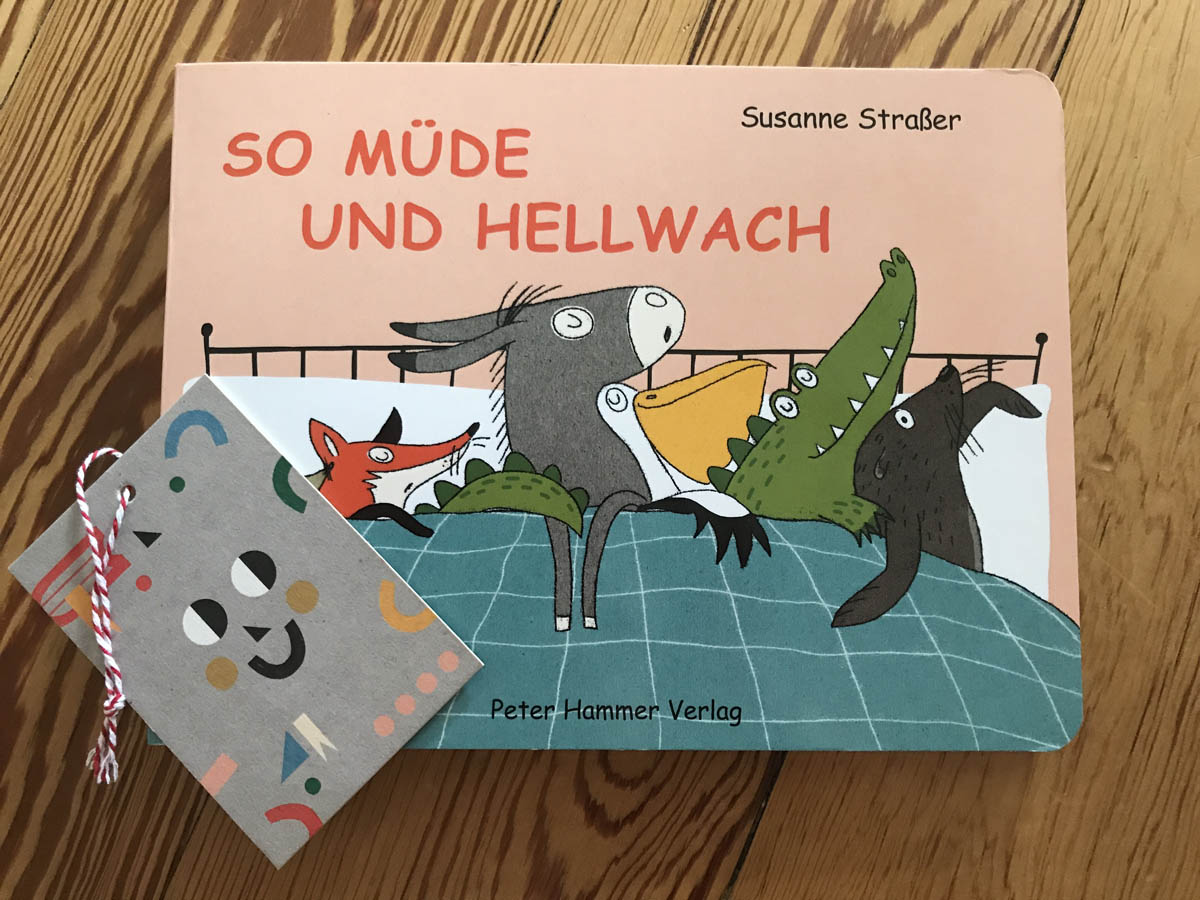 Susanne Straßer
SO MÜDE
UND HELLWACH
Peter Hammer Verlag